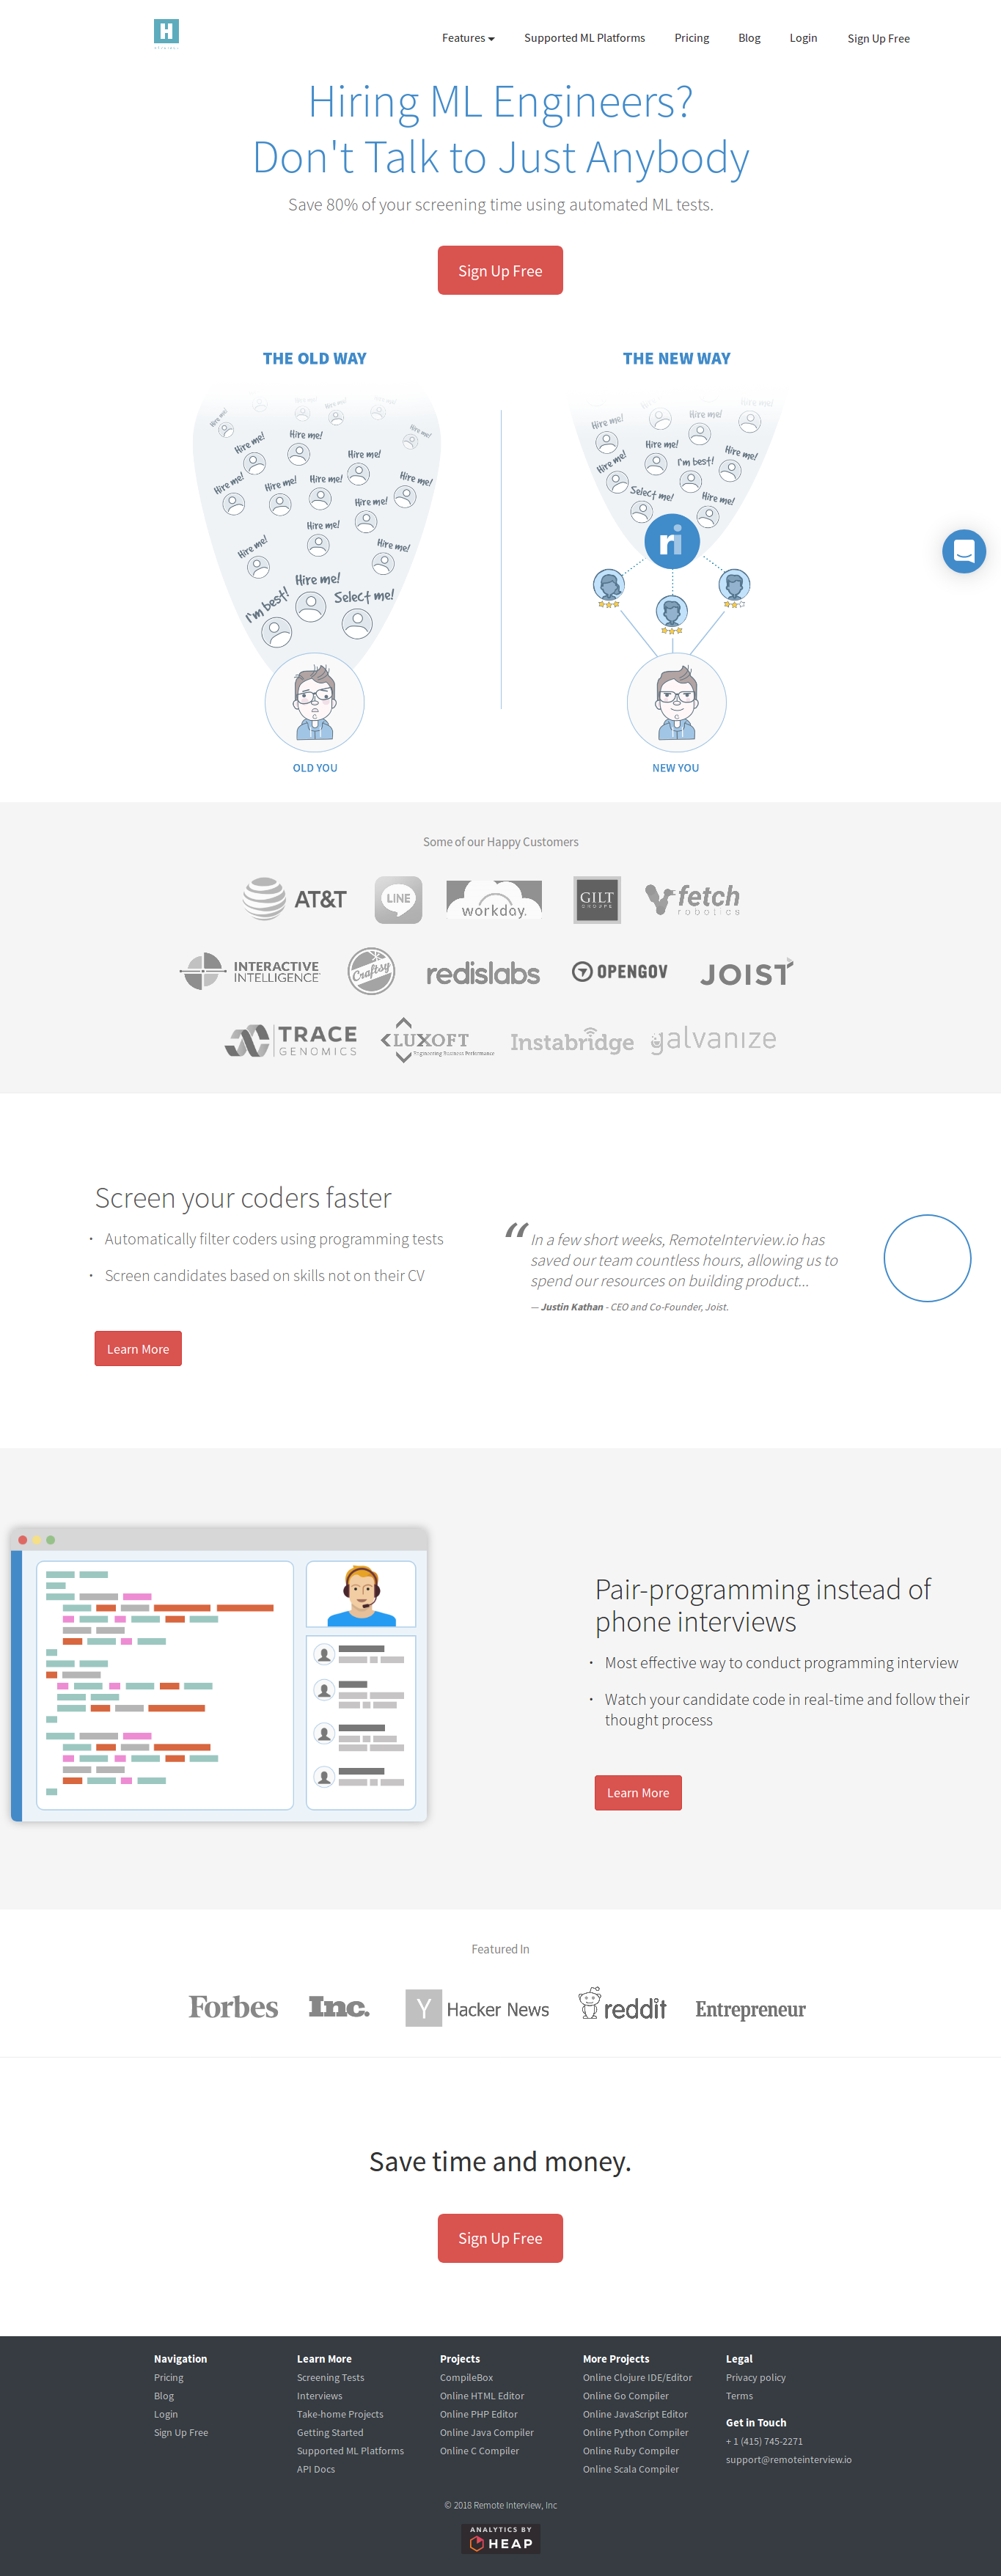 H
Features
Supported ML Platforms
Pricing
Blog
Login
Sign Up Free
Hiring ML Engineers?
Don't Talk to Just Anybody
Save 80% of your screening time using automated ML tests.
Sign Up Free
THE OLD WAY
Hire me!
Hire me!
Hire me!
Hire me!
Hire me!
Hire me!
Hire me!
Hire me!
Hire me!
Hire me!
Hire me!
Hire me!
Hire me!
Hire me!
I'm best!
Select me!
OLD YOU
THE NEW WAY
Hire me!
Hire me!
Hire me!
Hire me!
Hire me!
Hire me!
I'm best!
Select me!
Hire me!
ri
NEW YOU
Some of our Happy Customers
AT&T
LINE
workday.
GILT
GROUPE
fetch
robotics
INTERACTIVE
INTELLIGENCE
Craftsy
redislabs
OPENGOV
JOIST
TRACE
GENOMICS
LUXOFT
Engineering Business Performance
Instabridge
galvanize
Screen your coders faster
Automatically filter coders using programming tests
Screen candidates based on skills not on their CV
Learn More
“ In a few short weeks, RemoteInterview.io has
saved our team countless hours, allowing us to
spend our resources on building product...
— Justin Kathan - CEO and Co-Founder, Joist.
Pair-programming instead of
phone interviews
Most effective way to conduct programming interview
Watch your candidate code in real-time and follow their
thought process
Learn More
Featured In
Forbes
Inc.
Y Hacker News
reddit
Entrepreneur
Save time and money.
Sign Up Free
Navigation
Pricing
Blog
Login
Sign Up Free
Learn More
Screening Tests
Interviews
Take-home Projects
Getting Started
Supported ML Platforms
API Docs
Projects
CompileBox
Online HTML Editor
Online PHP Editor
Online Java Compiler
Online C Compiler
More Projects
Online Clojure IDE/Editor
Online Go Compiler
Online JavaScript Editor
Online Python Compiler
Online Ruby Compiler
Online Scala Compiler
Legal
Privacy policy
Terms
Get in Touch
+ 1 (415) 745-2271
support@remoteinterview.io
© 2018 Remote Interview, Inc
ANALYTICS BY
HEAP